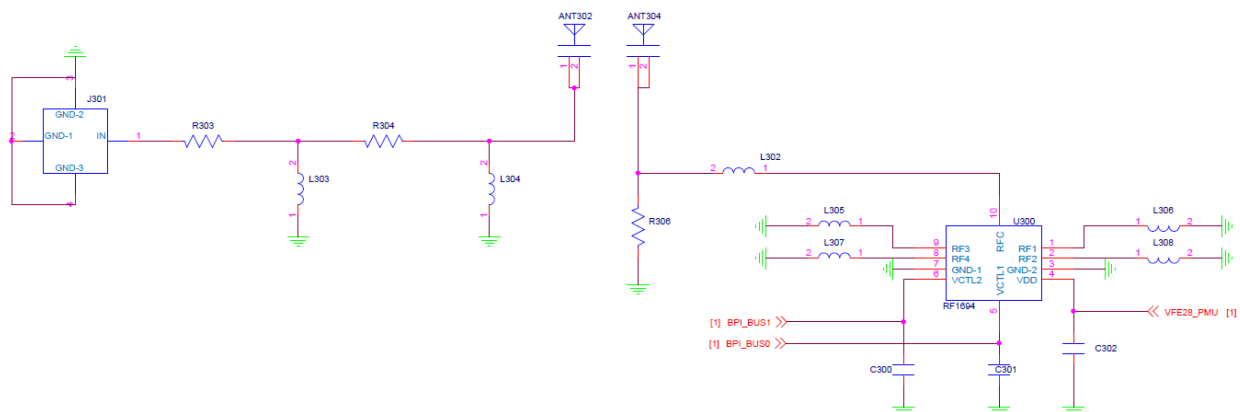 ANT302
ANT304
1
2
1
2
3
J301
GND-2
GND-1
IN
GND-3
2
1
4
R303
R304
2
L303
1
2
L304
1
2
L302
1
R306
10
U300
2
L305
1
2
L307
1
9
8
7
6
RF3
RF4
GND-1
VCTL2
RFC
VCTL1
RF1
RF2
GND-2
VDD
1
2
3
4
1
L306
2
1
L308
2
RF1694
5
[1] BPI_BUS1
[1] BPI_BUS0
VFE28_PMU [1]
C300
C301
C302